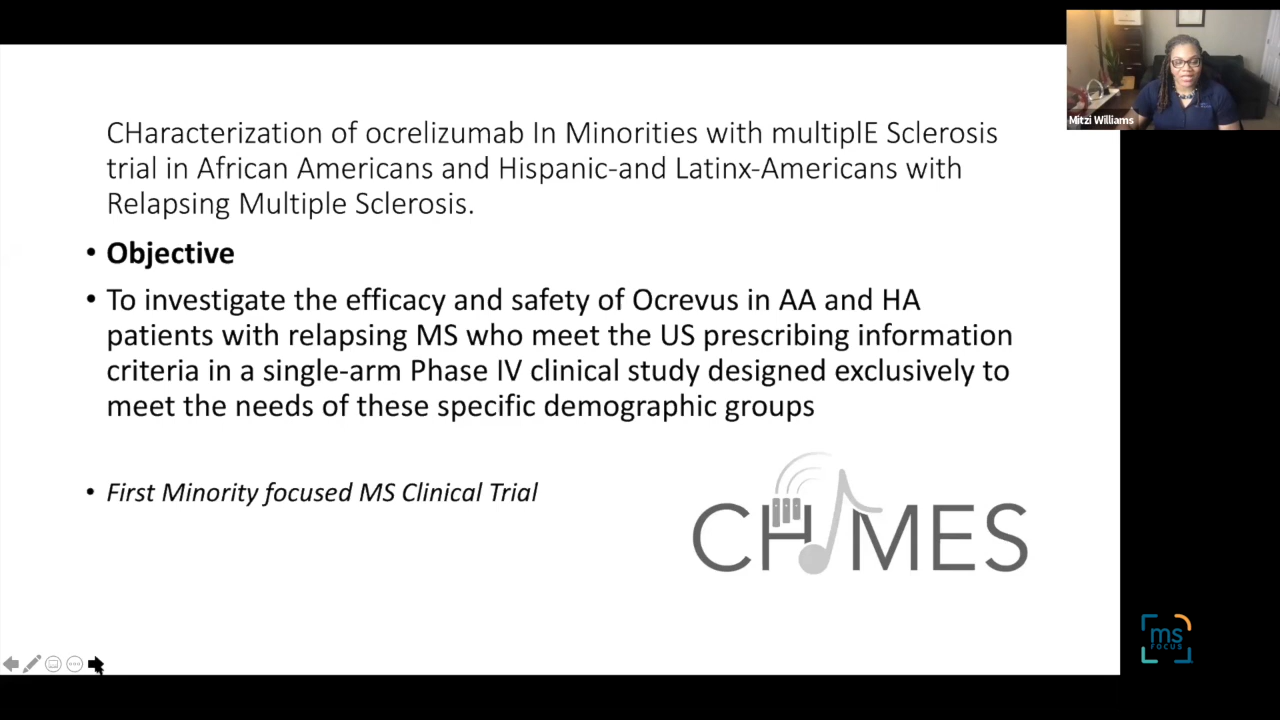 Mitzi Williams
CHaracterization of ocrelizumab In Minorities with multiplE Sclerosis
trial in African Americans and Hispanic-and Latinx-Americans with
Relapsing Multiple Sclerosis.
• Objective
• To investigate the efficacy and safety of Ocrevus in AA and HA
patients with relapsing MS who meet the US prescribing information
criteria in a single-arm Phase IV clinical study designed exclusively to
meet the needs of these specific demographic groups
• First Minority focused MS Clinical Trial
CHIMES
ms
FOCUS